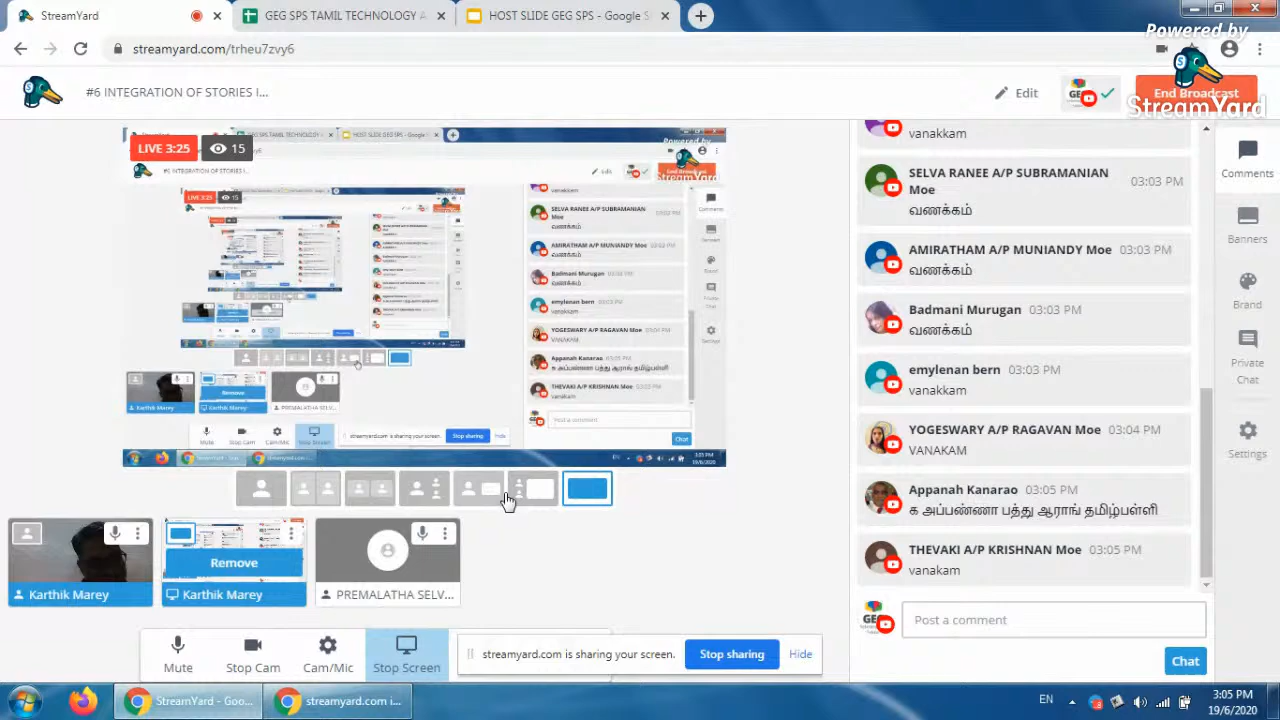 StreamYard
GEG SPS TAMIL TECHNOLOGY A
HOST SLIDE GEG SPS - Google S
streamyard.com/trheu7zvy6
Powered by
StreamYard
#6 INTEGRATION OF STORIES I...
Edit
End Broadcast
LIVE 3:25
15
vanakkam
SELVA RANEE A/P SUBRAMANIAN Moe 03:03 PM
வணக்கம்
AMIRATHAM A/P MUNIANDY Moe 03:03 PM
வணக்கம்
Badmani Murugan 03:03 PM
வணக்கம்
emylenan bern 03:03 PM
vanakam
YOGESWARY A/P RAGAVAN Moe 03:04 PM
VANAKAM
Appanah Kanarao 03:05 PM
க அப்பண்ணா பத்து ஆராங் தமிழ்பள்ளி
THEVAKI A/P KRISHNAN Moe 03:05 PM
vanakam
Post a comment
Chat
Comments
Banners
Brand
Private
Chat
Settings
Remove
Karthik Marey
Karthik Marey
PREMALATHA SELV...
Mute
Stop Cam
Cam/Mic
Stop Screen
streamyard.com is sharing your screen.
Stop sharing
Hide
StreamYard - Goo...
streamyard.com i...
EN
3:05 PM
19/6/2020